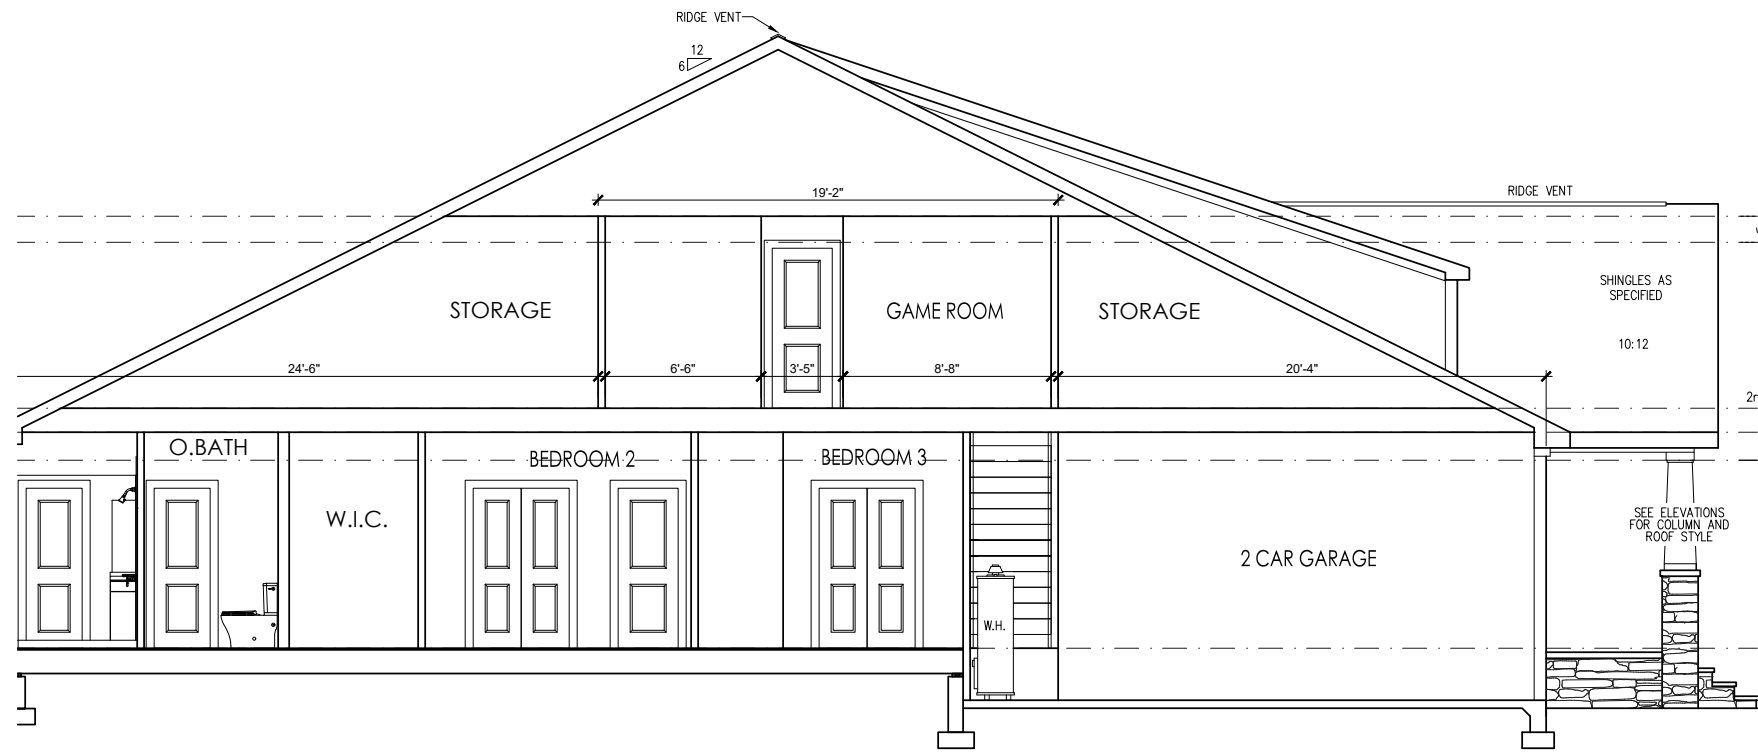 RIDGE VENT
12
6
19'-2"
RIDGE VENT
SHINGLES AS
SPECIFIED
10:12
STORAGE
GAME ROOM
STORAGE
24'-6"
6'-6"
3'-5"
8'-8"
20'-4"
O.BATH
BEDROOM 2
BEDROOM 3
W.I.C.
SEE ELEVATIONS
FOR COLUMN AND
ROOF STYLE
2 CAR GARAGE
W.H.